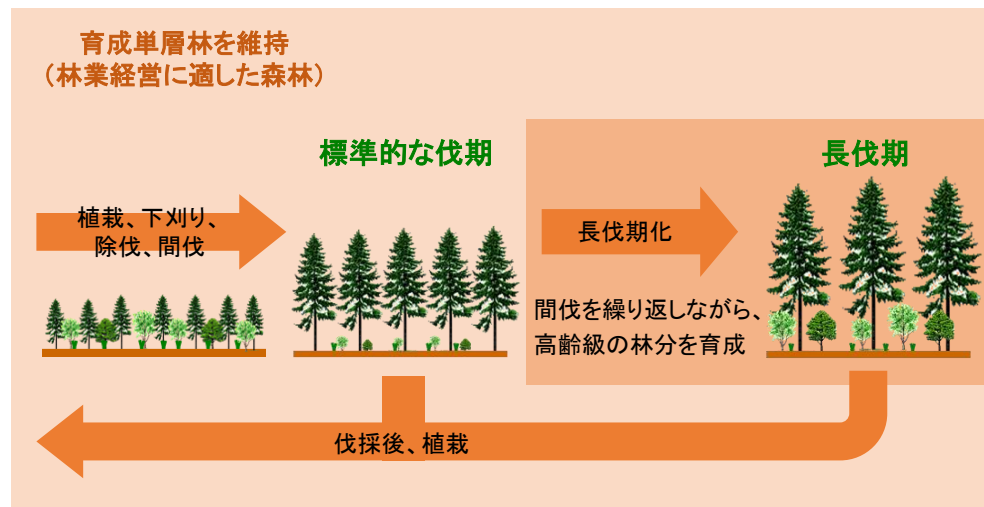 育成単層林を維持
（林業経営に適した森林）
標準的な伐期
長伐期
植栽、下刈り、
除伐、間伐
長伐期化
間伐を繰り返しながら、
高齢級の林分を育成
伐採後、植栽